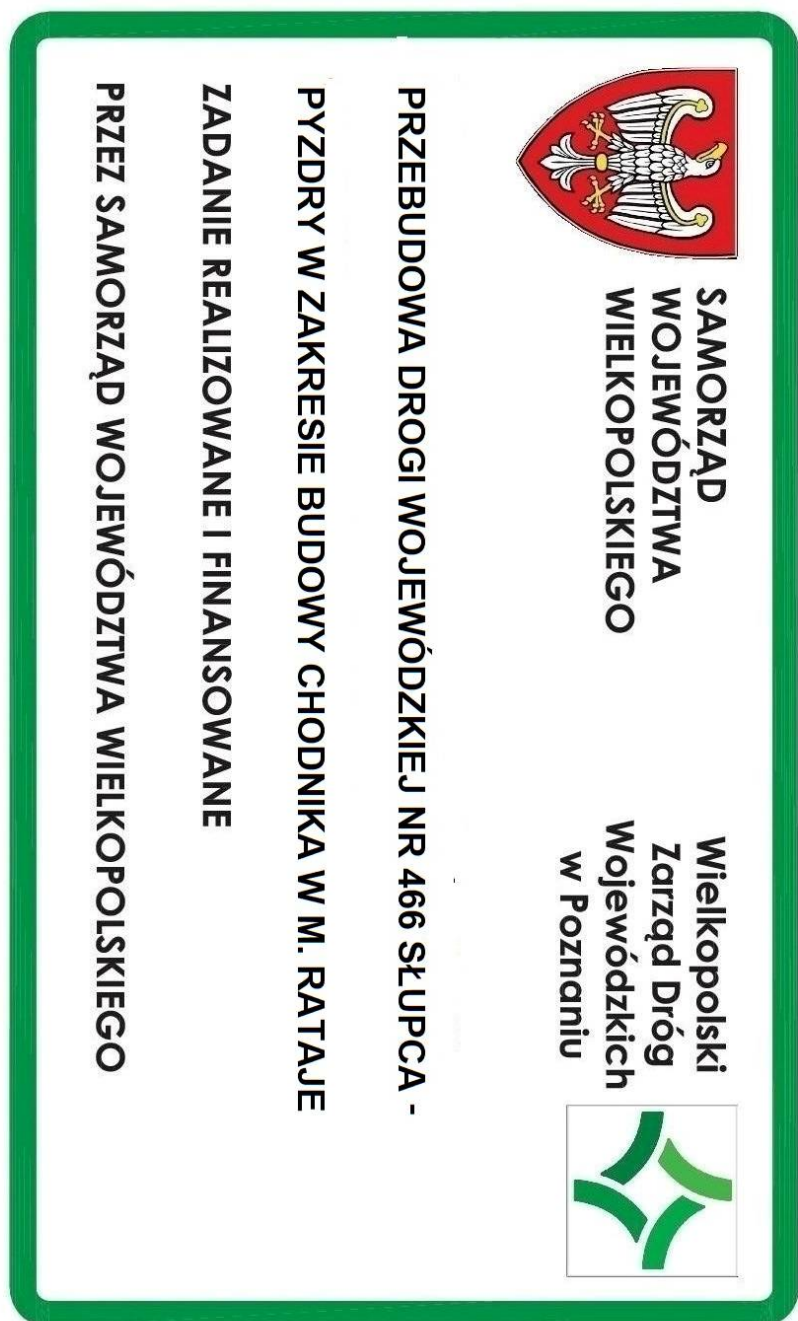 SAMORZĄD
WOJEWÓDZTWA
WIELKOPOLSKIEGO
Wielkopolski
Zarząd Dróg
Wojewódzkich
w Poznaniu
PRZEBUDOWA DROGI WOJEWÓDZKIEJ NR 466 SŁUPCA -
PYZDRY W ZAKRESIE BUDOWY CHODNIKA W M. RATAJE
ZADANIE REALIZOWANE I FINANSOWANE
PRZEZ SAMORZĄD WOJEWÓDZTWA WIELKOPOLSKIEGO